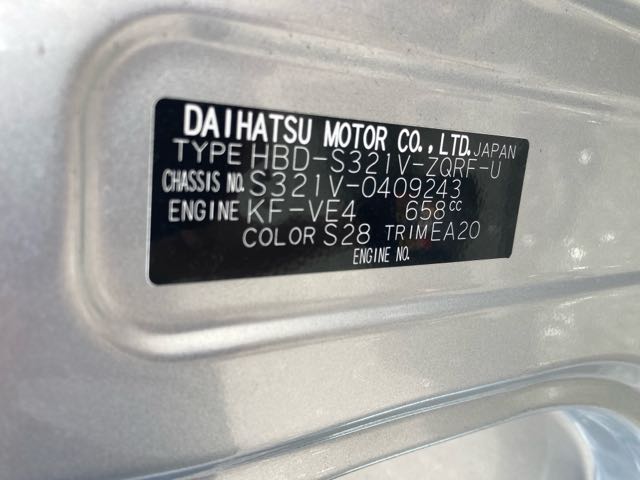 DAIHATSU MOTOR CO.,LTD.JAPAN
TYPE HBD-S321V-ZQRF-U
CHASSIS NO. S321V-0409243
ENGINE KF-VE4 658cc
COLOR S28 TRIM EA20
ENGINE NO.